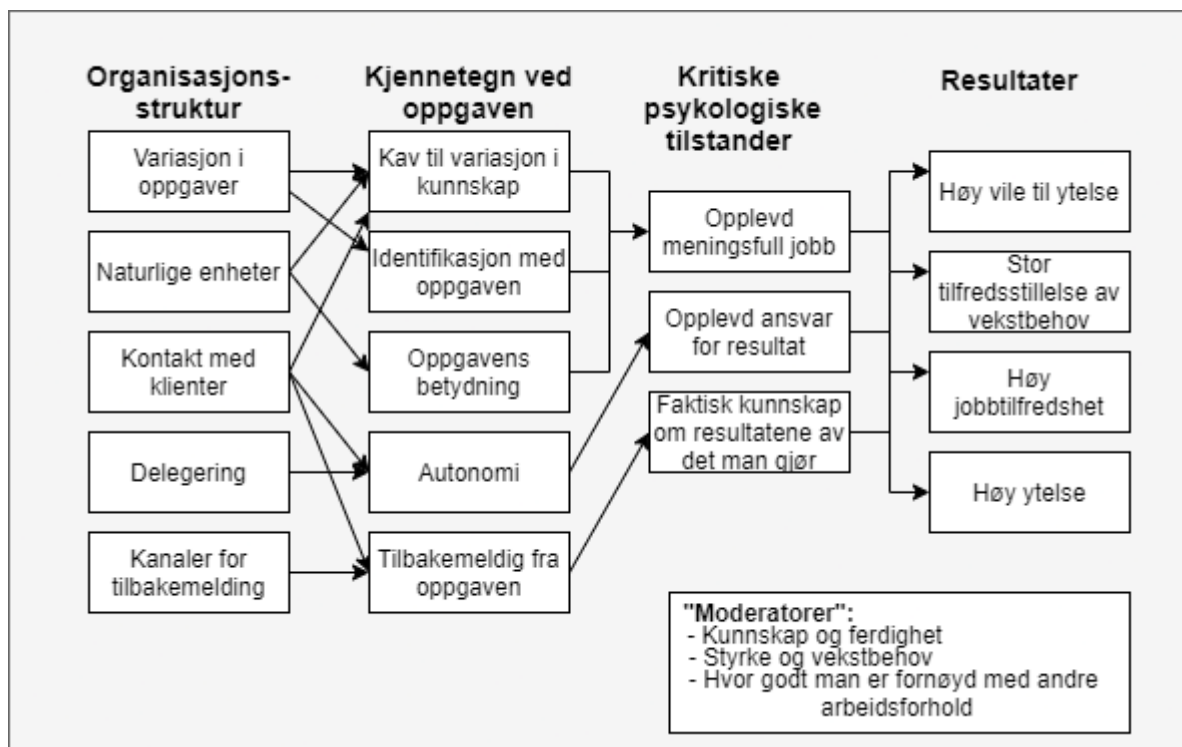 Organisasjons-
struktur
Variasjon i
oppgaver
Naturlige enheter
Kontakt med
klienter
Delegering
Kanaler for
tilbakemelding
Kjennetegn ved
oppgaven
Kav til variasjon i
kunnskap
Identifikasjon med
oppgaven
Oppgavens
betydning
Autonomi
Tilbakemeldig fra
oppgaven
Kritiske
psykologiske
tilstander
Opplevd
meningsfull jobb
Opplevd ansvar
for resultat
Faktisk kunnskap
om resultatene av
det man gjør
Resultater
Høy vile til ytelse
Stor
tilfredsstillelse av
vekstbehov
Høy
jobbtilfredshet
Høy ytelse
"Moderatorer":
- Kunnskap og ferdighet
- Styrke og vekstbehov
- Hvor godt man er fornøyd med andre
arbeidsforhold